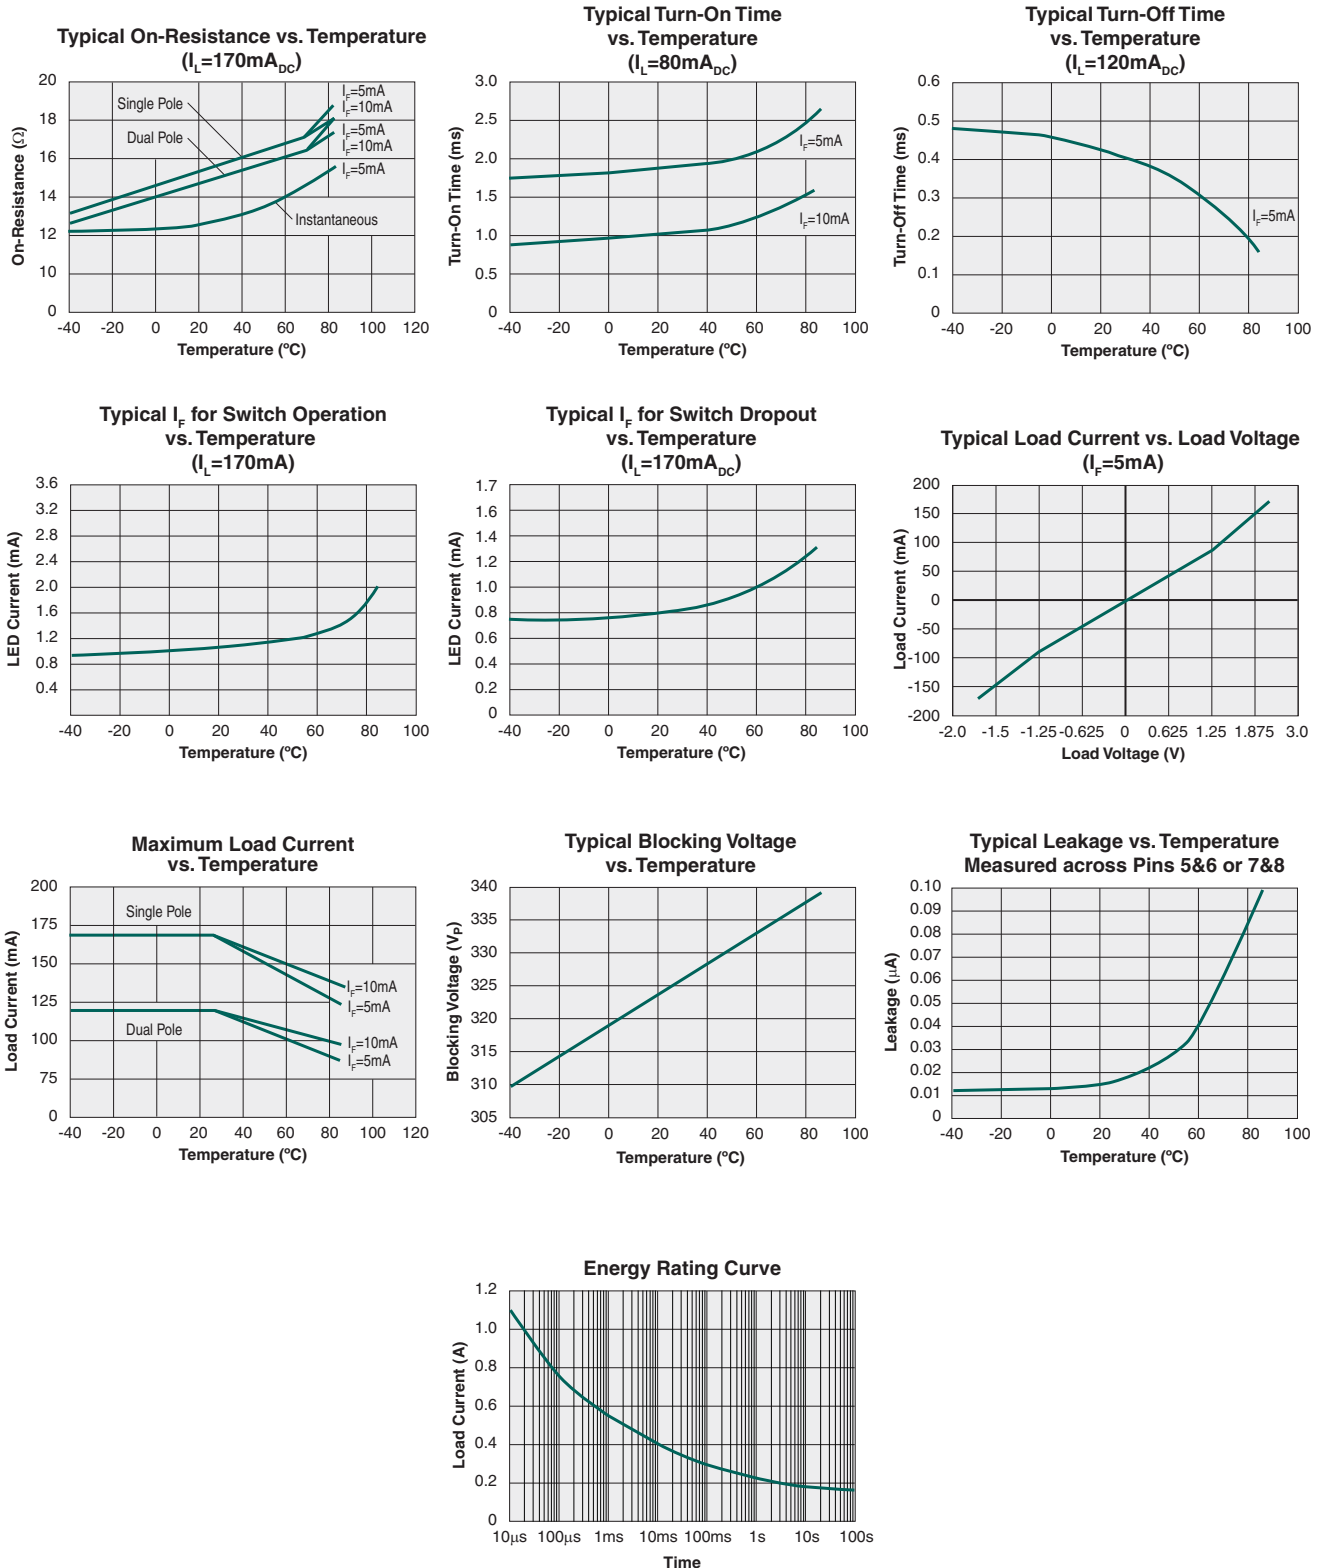 Typical On-Resistance vs. Temperature
(IL=170mADC)
20
18
16
14
12
10
0
On-Resistance (Ω)
Single Pole
Dual Pole
IF=5mA
IF=10mA
IF=5mA
IF=10mA
IF=5mA
Instantaneous
-40 -20 0 20 40 60 80 100 120
Temperature (ºC)
Typical Turn-On Time
vs. Temperature
(IL=80mADC)
3.0
2.5
2.0
1.5
1.0
0.5
0
Turn-On Time (ms)
IF=5mA
IF=10mA
-40 -20 0 20 40 60 80 100
Temperature (ºC)
Typical Turn-Off Time
vs. Temperature
(IL=120mADC)
0.6
0.5
0.4
0.3
0.2
0.1
0
Turn-Off Time (ms)
IF=5mA
-40 -20 0 20 40 60 80 100
Temperature (ºC)
Typical IF for Switch Operation
vs. Temperature
(IL=170mA)
3.6
3.2
2.8
2.4
2.0
1.6
1.2
0.8
0.4
LED Current (mA)
-40 -20 0 20 40 60 80 100
Temperature (ºC)
Typical IF for Switch Dropout
vs. Temperature
(IL=170mADC)
1.7
1.6
1.4
1.2
1.0
0.8
0.6
0.4
0.2
0
LED Current (mA)
-40 -20 0 20 40 60 80 100
Temperature (ºC)
Typical Load Current vs. Load Voltage
(IF=5mA)
200
150
100
50
0
-50
-100
-150
-200
Load Current (mA)
-2.0 -1.5 -1.25 -0.625 0 0.625 1.25 1.875 3.0
Load Voltage (V)
Maximum Load Current
vs. Temperature
200
175
150
125
100
75
0
Load Current (mA)
Single Pole
IF=10mA
IF=5mA
Dual Pole
IF=10mA
IF=5mA
-40 -20 0 20 40 60 80 100 120
Temperature (ºC)
Typical Blocking Voltage
vs. Temperature
340
335
330
325
320
315
310
305
Blocking Voltage (VP)
-40 -20 0 20 40 60 80 100
Temperature (ºC)
Typical Leakage vs. Temperature
Measured across Pins 5&6 or 7&8
0.10
0.09
0.08
0.06
0.05
0.04
0.03
0.02
0.01
0
Leakage (μA)
-40 -20 0 20 40 60 80 100
Temperature (ºC)
Energy Rating Curve
1.2
1.0
0.8
0.6
0.4
0.2
0
Load Current (A)
10μs 100μs 1ms 10ms 100ms 1s 10s 100s
Time